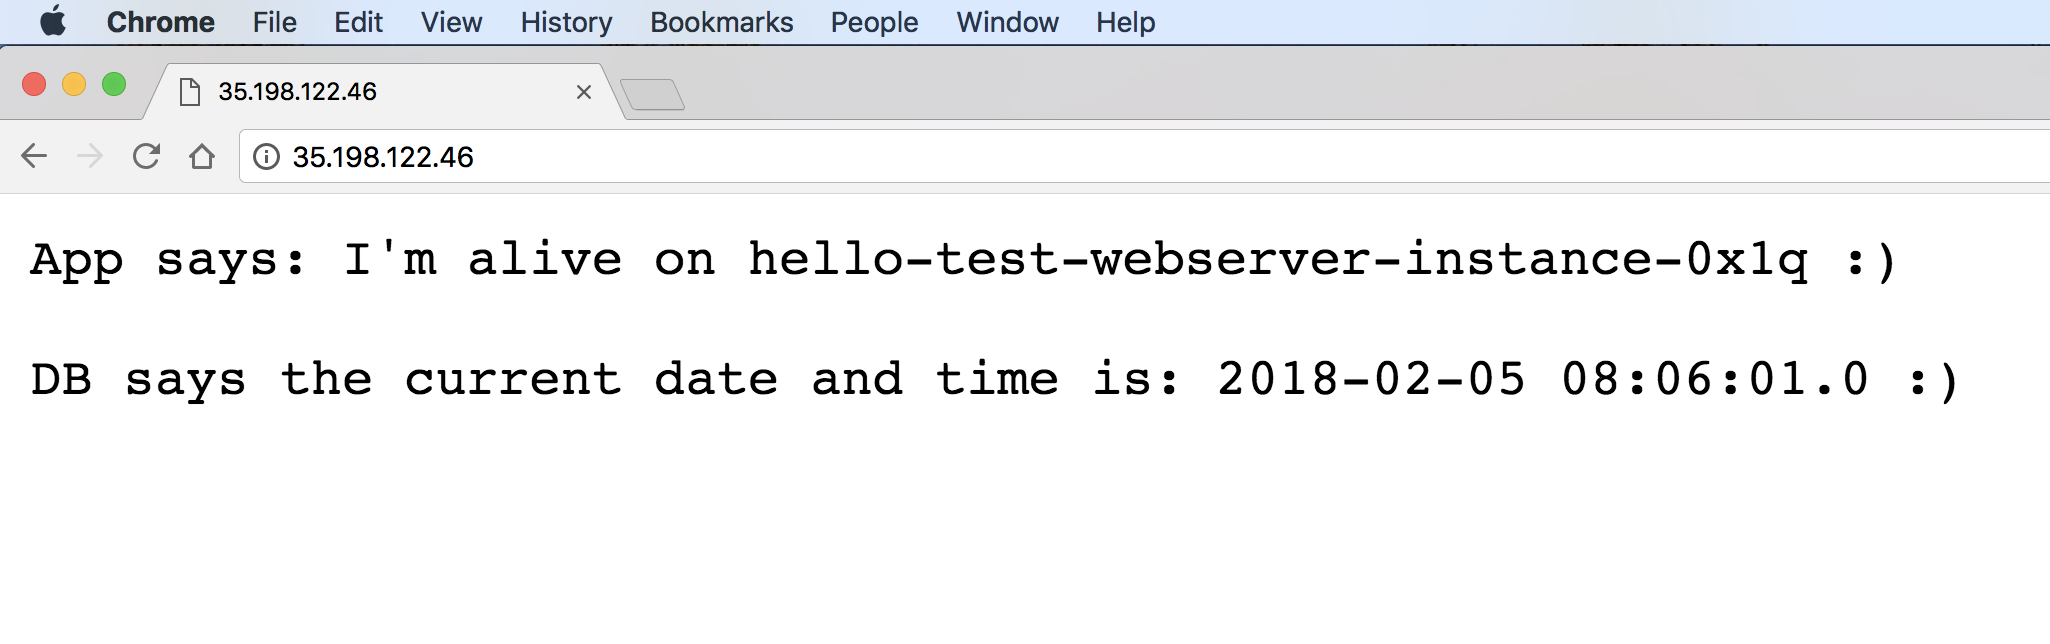 Chrome File Edit View History Bookmarks People Window Help
35.198.122.46
35.198.122.46
App says: I'm alive on hello-test-webserver-instance-0x1q :)
DB says the current date and time is: 2018-02-05 08:06:01.0 :)